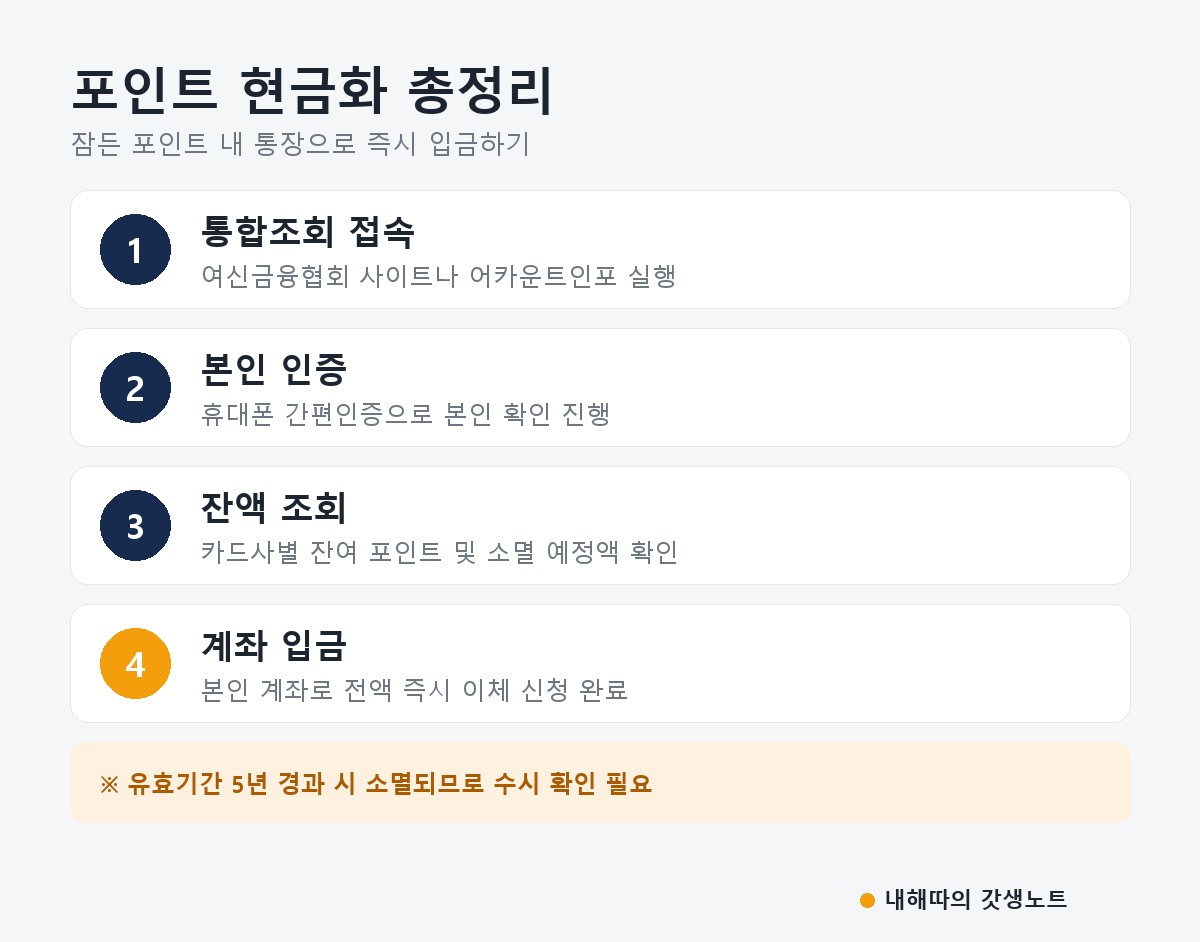 포인트 현금화 총정리
잠든 포인트 내 통장으로 즉시 입금하기
1
통합조회 접속
여신금융협회 사이트나 어카운트인포 실행
2
본인 인증
휴대폰 간편인증으로 본인 확인 진행
3
잔액 조회
카드사별 잔여 포인트 및 소멸 예정액 확인
4
계좌 입금
본인 계좌로 전액 즉시 이체 신청 완료
※ 유효기간 5년 경과 시 소멸되므로 수시 확인 필요
내해따의 갓생노트